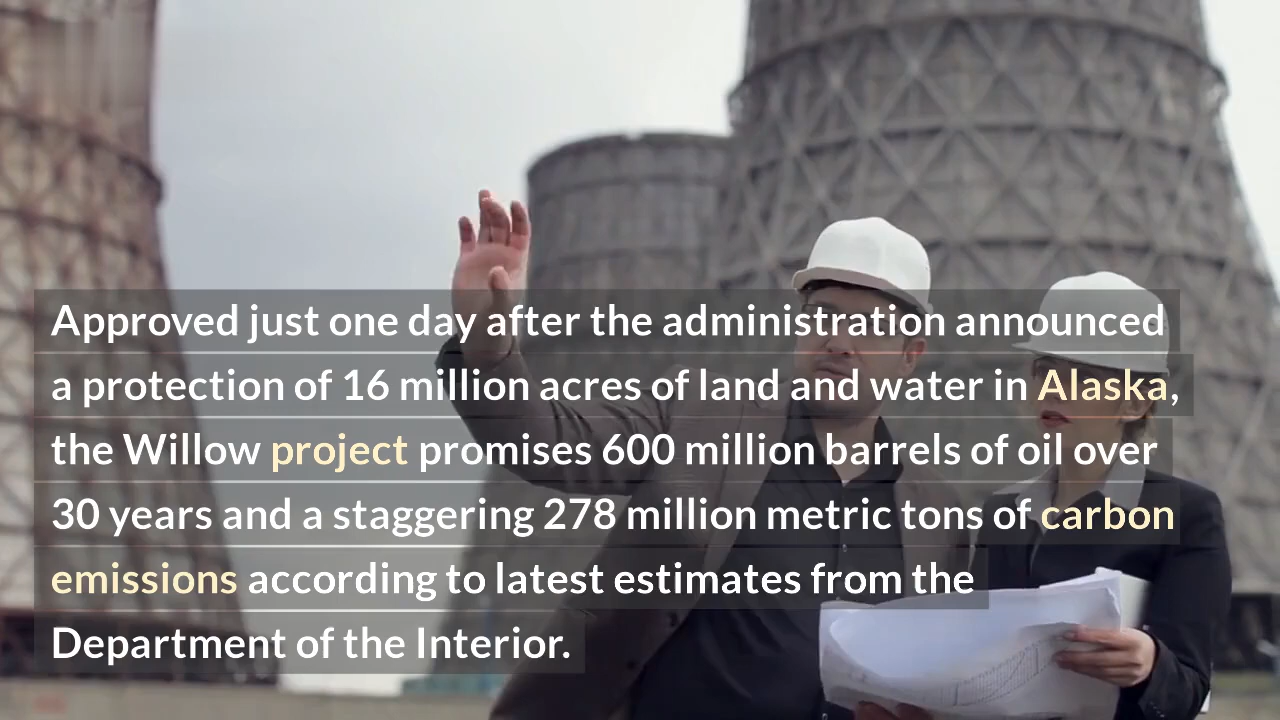 Approved just one day after the administration announced
a protection of 16 million acres of land and water in Alaska,
the Willow project promises 600 million barrels of oil over
30 years and a staggering 278 million metric tons of carbon
emissions according to latest estimates from the
Department of the Interior.